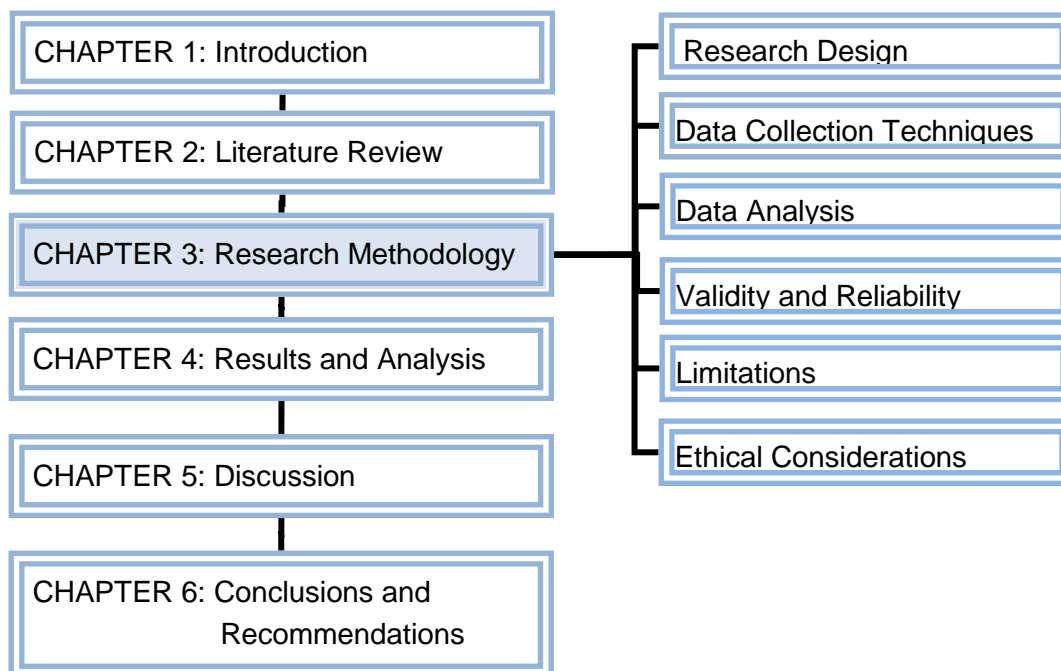 CHAPTER 1: Introduction
CHAPTER 2: Literature Review
CHAPTER 3: Research Methodology
CHAPTER 4: Results and Analysis
CHAPTER 5: Discussion
CHAPTER 6: Conclusions and
Recommendations
Research Design
Data Collection Techniques
Data Analysis
Validity and Reliability
Limitations
Ethical Considerations